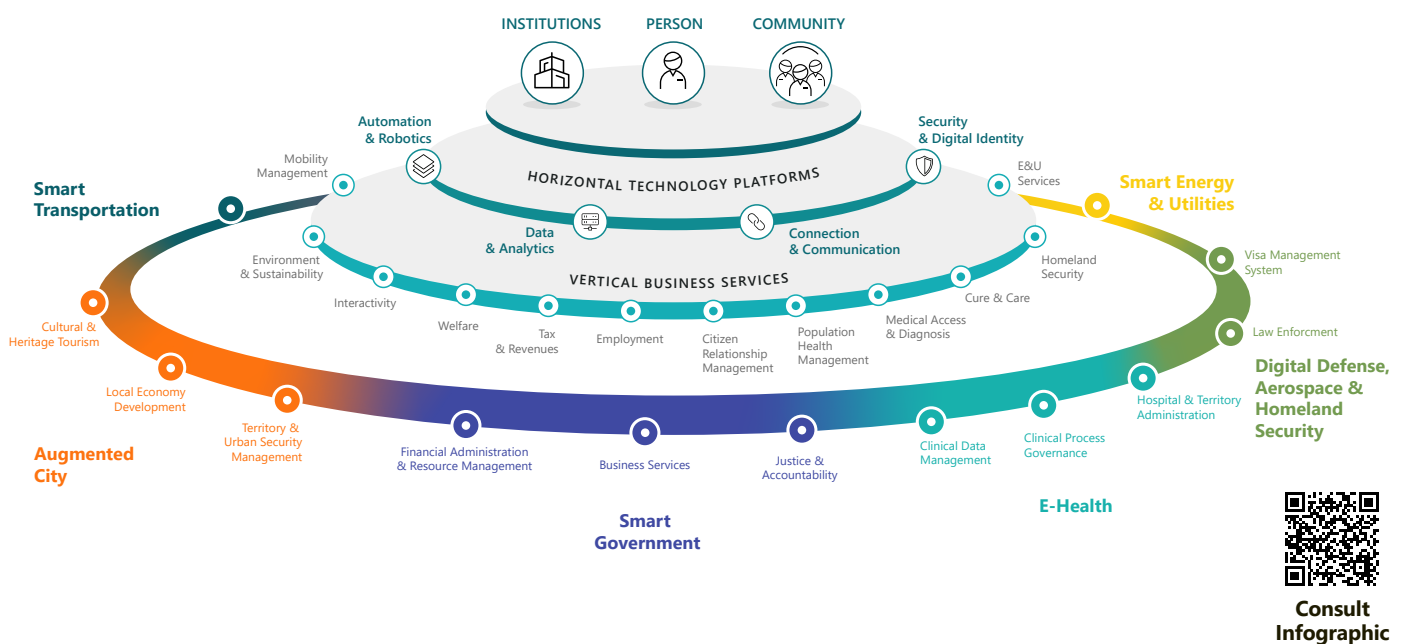 INSTITUTIONS
PERSON
COMMUNITY
Automation
& Robotics
Security
& Digital Identity
Mobility
Management
E&U
Services
HORIZONTAL TECHNOLOGY PLATFORMS
Smart
Transportation
Smart Energy
& Utilities
Data
& Analytics
Connection
& Communication
Environment
& Sustainability
Homeland
Security
Visa Management
System
VERTICAL BUSINESS SERVICES
Interactivity
Cure & Care
Welfare
Tax
& Revenues
Employment
Citizen
Relationship
Management
Population
Health
Management
Medical Access
& Diagnosis
Cultural &
Heritage Tourism
Law Enforcment
Local Economy
Development
Digital Defense,
Aerospace &
Homeland
Security
Territory &
Urban Security
Management
Hospital & Territory
Administration
Augmented
City
Financial Administration
& Resource Management
Business Services
Justice &
Accountability
Clinical Data
Management
Clinical Process
Governance
Smart
Government
E-Health
Consult
Infographic